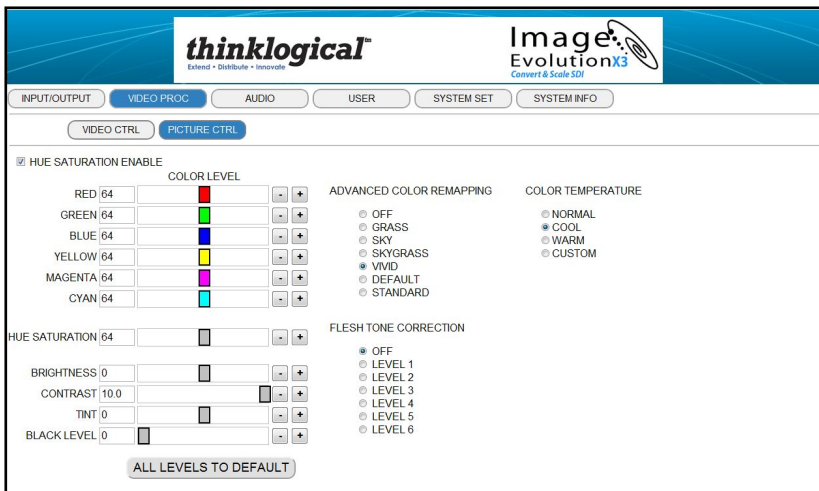 thinklogical tm
Extend • Distribute • Innovate
Image
EvolutionX3
Convert & Scale SDI
INPUT/OUTPUT VIDEO PROC AUDIO USER SYSTEM SET SYSTEM INFO
VIDEO CTRL PICTURE CTRL
HUE SATURATION ENABLE
COLOR LEVEL
RED 64 - +
GREEN 64 - +
BLUE 64 - +
YELLOW 64 - +
MAGENTA 64 - +
CYAN 64 - +
HUE SATURATION 64 - +
BRIGHTNESS 0 - +
CONTRAST 10.0 - +
TINT 0 - +
BLACK LEVEL 0 - +
ALL LEVELS TO DEFAULT
ADVANCED COLOR REMAPPING
OFF
GRASS
SKY
SKYGRASS
VIVID
DEFAULT
STANDARD
FLESH TONE CORRECTION
OFF
LEVEL 1
LEVEL 2
LEVEL 3
LEVEL 4
LEVEL 5
LEVEL 6
COLOR TEMPERATURE
NORMAL
COOL
WARM
CUSTOM